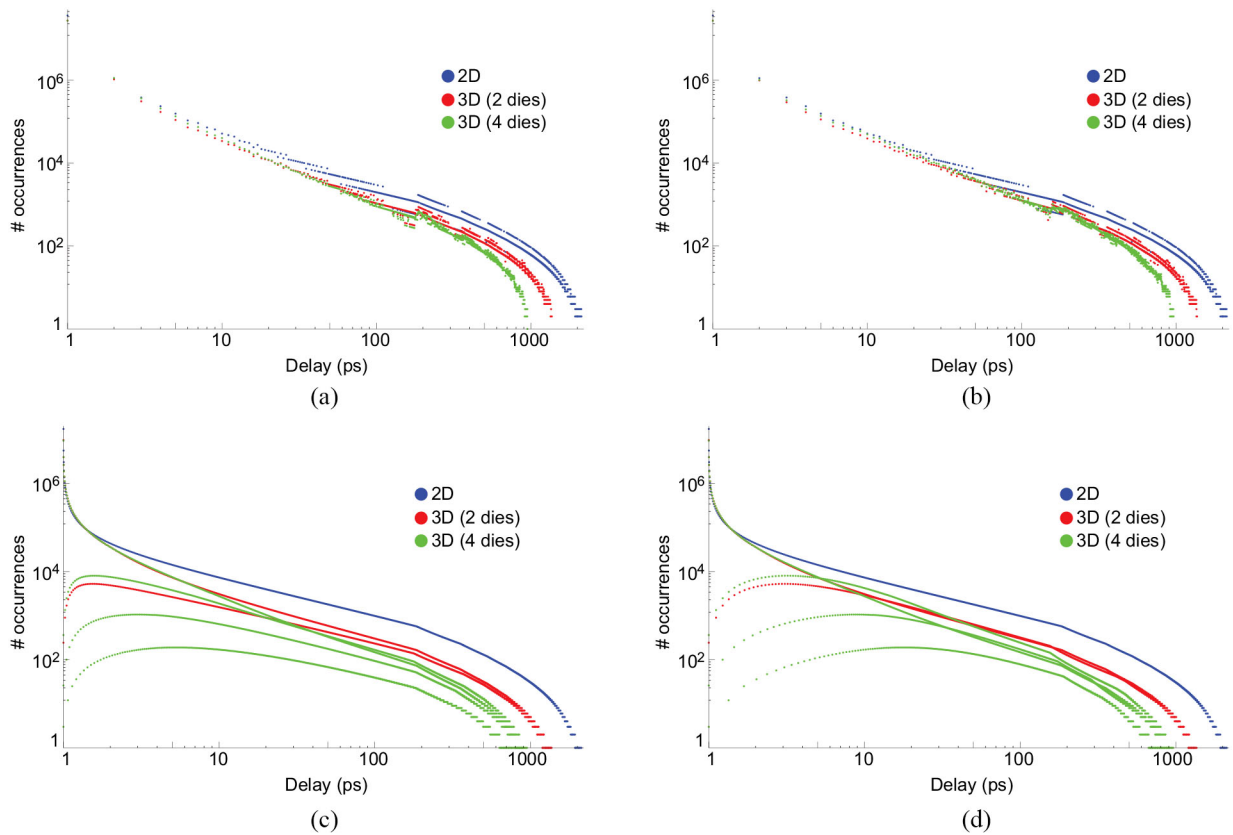 # occurrences
10^6
10^4
10^2
1
2D
3D (2 dies)
3D (4 dies)
1 10 100 1000
Delay (ps)
(a)
# occurrences
10^6
10^4
10^2
1
2D
3D (2 dies)
3D (4 dies)
1 10 100 1000
Delay (ps)
(b)
# occurrences
10^6
10^4
10^2
1
2D
3D (2 dies)
3D (4 dies)
1 10 100 1000
Delay (ps)
(c)
# occurrences
10^6
10^4
10^2
1
2D
3D (2 dies)
3D (4 dies)
1 10 100 1000
Delay (ps)
(d)